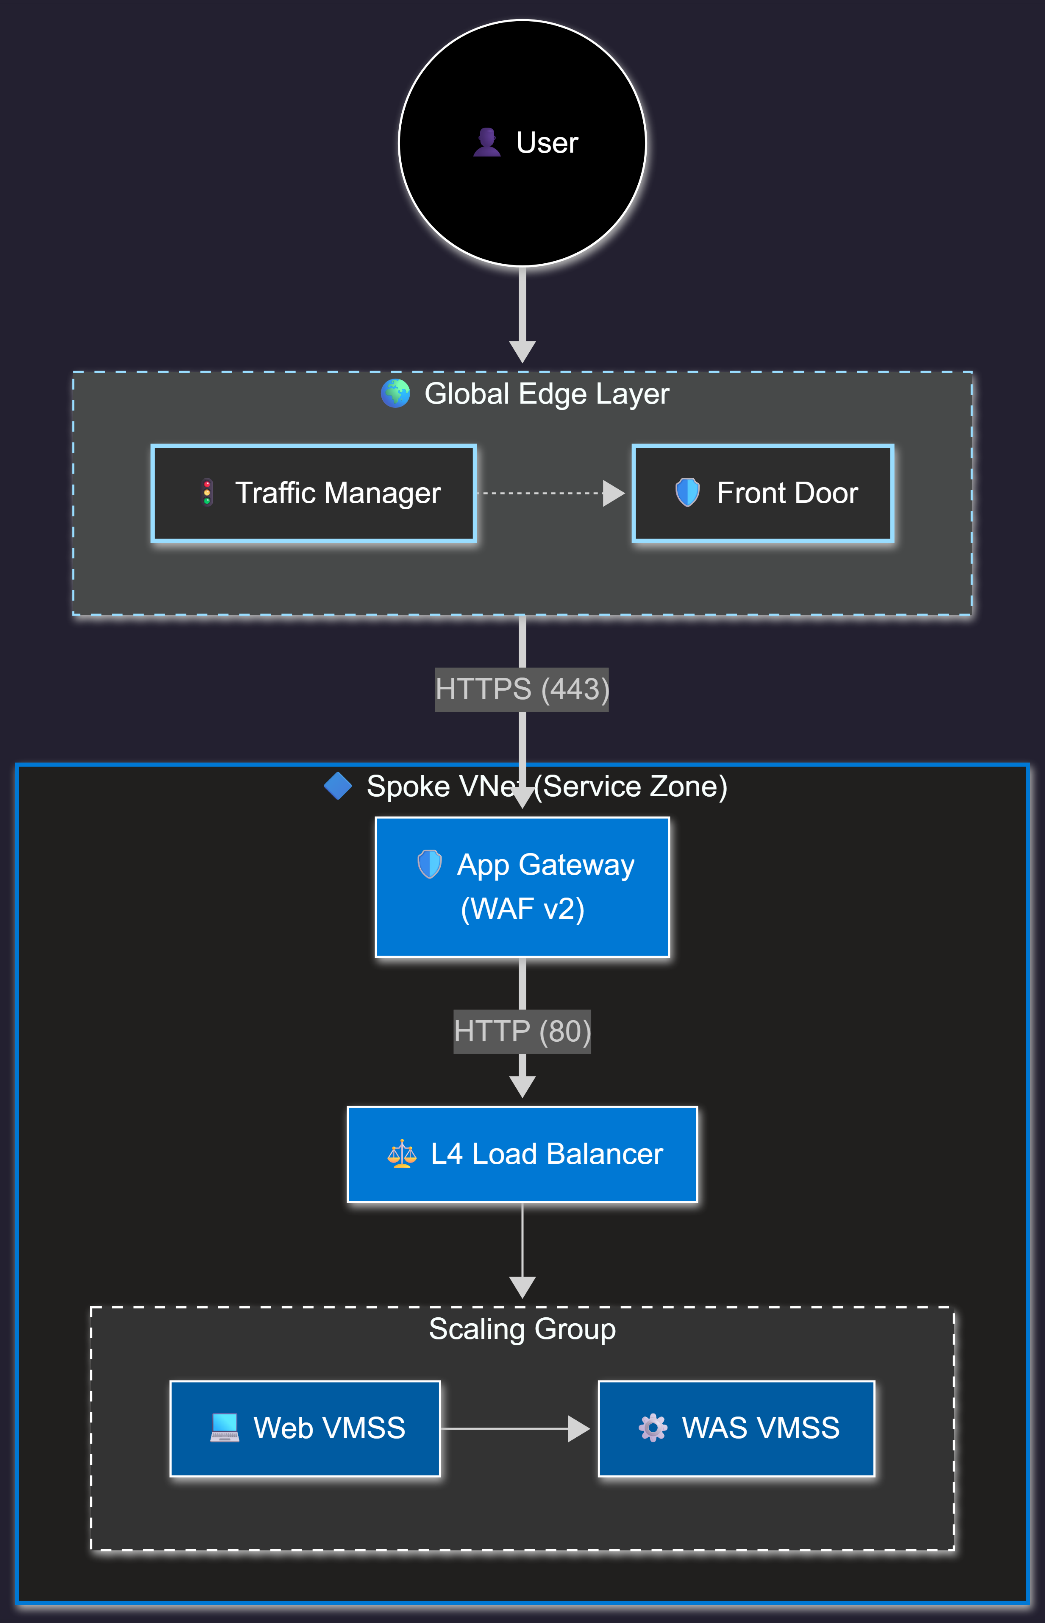 User
Global Edge Layer
Traffic Manager
Front Door
HTTPS (443)
Spoke VNet (Service Zone)
App Gateway
(WAF v2)
HTTP (80)
L4 Load Balancer
Scaling Group
Web VMSS
WAS VMSS